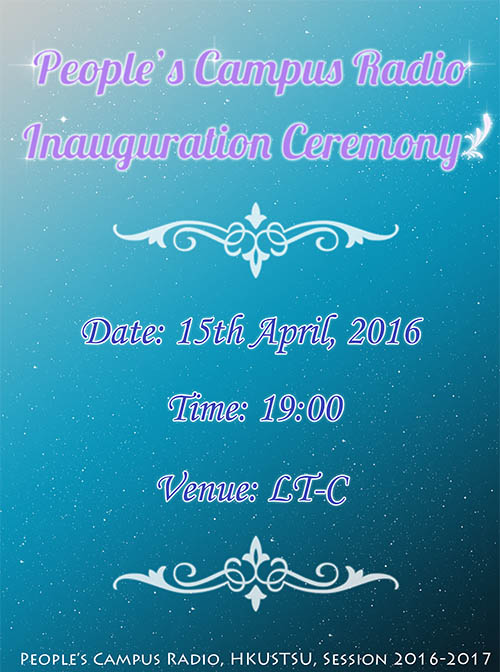 People's Campus Radio
Inauguration Ceremony
Date: 15th April, 2016
Time: 19:00
Venue: LT-C
People's Campus Radio, HKUSTSU, Session 2016-2017